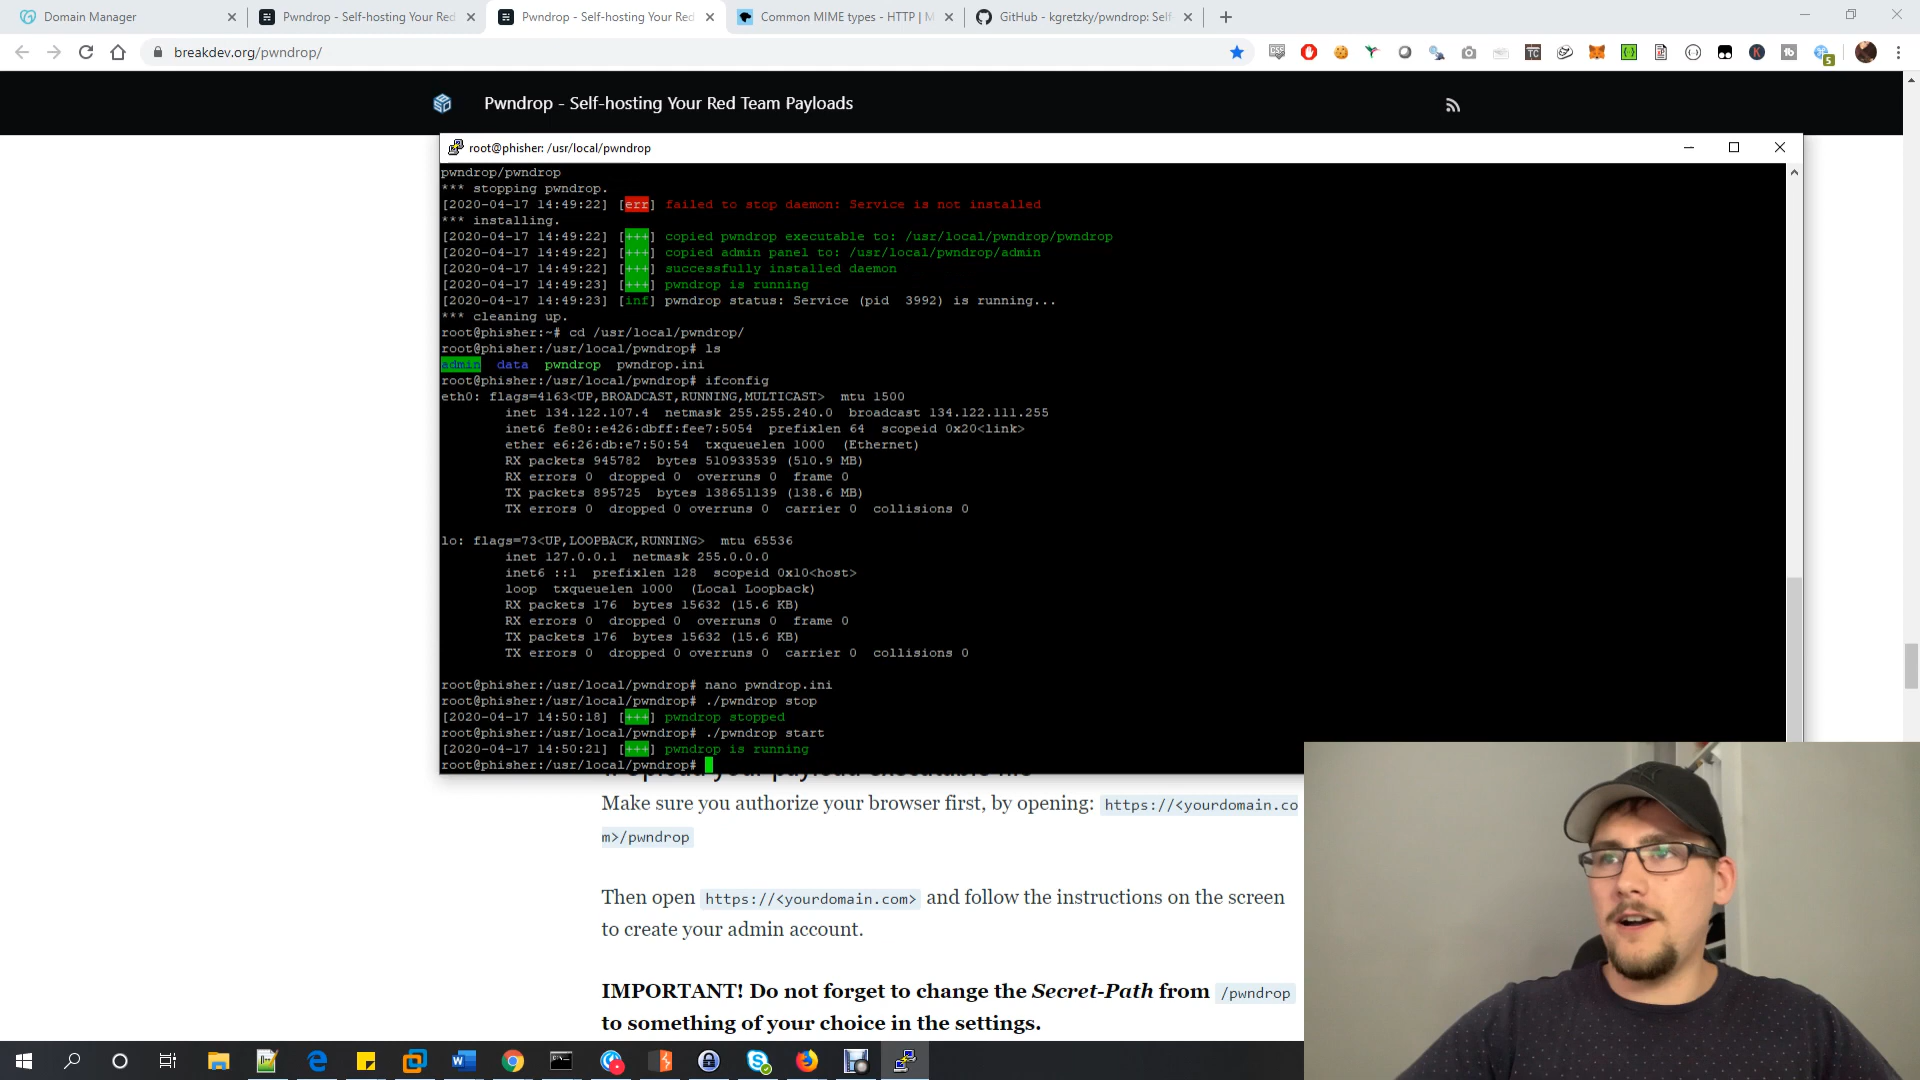 Domain Manager
Pwndrop - Self-hosting Your Red
Pwndrop - Self-hosting Your Red
Common MIME types - HTTP | M
GitHub - kgretzky/pwndrop: Self
breakdev.org/pwndrop/
Pwndrop - Self-hosting Your Red Team Payloads
root@phisher: /usr/local/pwndrop
pwndrop/pwndrop
*** stopping pwndrop.
[2020-04-17 14:49:22] [err] failed to stop daemon: Service is not installed
*** installing.
[2020-04-17 14:49:22] [+++] copied pwndrop executable to: /usr/local/pwndrop/pwndrop
[2020-04-17 14:49:22] [+++] copied admin panel to: /usr/local/pwndrop/admin
[2020-04-17 14:49:22] [+++] successfully installed daemon
[2020-04-17 14:49:23] [+++] pwndrop is running
[2020-04-17 14:49:23] [inf] pwndrop status: Service (pid  3992) is running...
*** cleaning up.
root@phisher:~# cd /usr/local/pwndrop/
root@phisher:/usr/local/pwndrop# ls
admin  data  pwndrop  pwndrop.ini
root@phisher:/usr/local/pwndrop# ifconfig
eth0: flags=4163<UP,BROADCAST,RUNNING,MULTICAST>  mtu 1500
inet 134.122.107.4  netmask 255.255.240.0  broadcast 134.122.111.255
inet6 fe80::e426:dbff:fee7:5054  prefixlen 64  scopeid 0x20<link>
ether e6:26:db:e7:50:54  txqueuelen 1000  (Ethernet)
RX packets 945782  bytes 510933539 (510.9 MB)
RX errors 0  dropped 0  overruns 0  frame 0
TX packets 895725  bytes 138651139 (138.6 MB)
TX errors 0  dropped 0 overruns 0  carrier 0  collisions 0
lo: flags=73<UP,LOOPBACK,RUNNING>  mtu 65536
inet 127.0.0.1  netmask 255.0.0.0
inet6 ::1  prefixlen 128  scopeid 0x10<host>
loop  txqueuelen 1000  (Local Loopback)
RX packets 176  bytes 15632 (15.6 KB)
RX errors 0  dropped 0  overruns 0  frame 0
TX packets 176  bytes 15632 (15.6 KB)
TX errors 0  dropped 0 overruns 0  carrier 0  collisions 0
root@phisher:/usr/local/pwndrop# nano pwndrop.ini
root@phisher:/usr/local/pwndrop# ./pwndrop stop
[2020-04-17 14:50:18] [+++] pwndrop stopped
root@phisher:/usr/local/pwndrop# ./pwndrop start
[2020-04-17 14:50:21] [+++] pwndrop is running
root@phisher:/usr/local/pwndrop#
Make sure you authorize your browser first, by opening: https://<yourdomain.co
m>/pwndrop
Then open https://<yourdomain.com> and follow the instructions on the screen
to create your admin account.
IMPORTANT! Do not forget to change the Secret-Path from /pwndrop
to something of your choice in the settings.